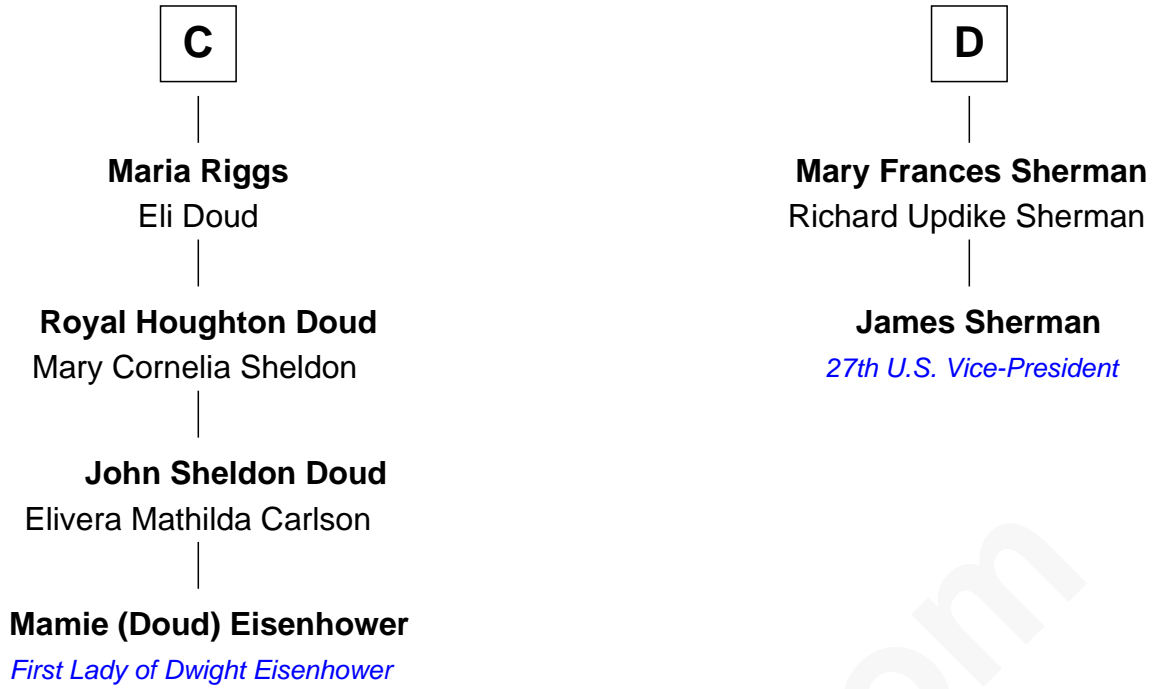 C
Maria Riggs
Eli Doud
Royal Houghton Doud
Mary Cornelia Sheldon
John Sheldon Doud
Elivera Mathilda Carlson
Mamie (Doud) Eisenhower
First Lady of Dwight Eisenhower
D
Mary Frances Sherman
Richard Updike Sherman
James Sherman
27th U.S. Vice-President
om